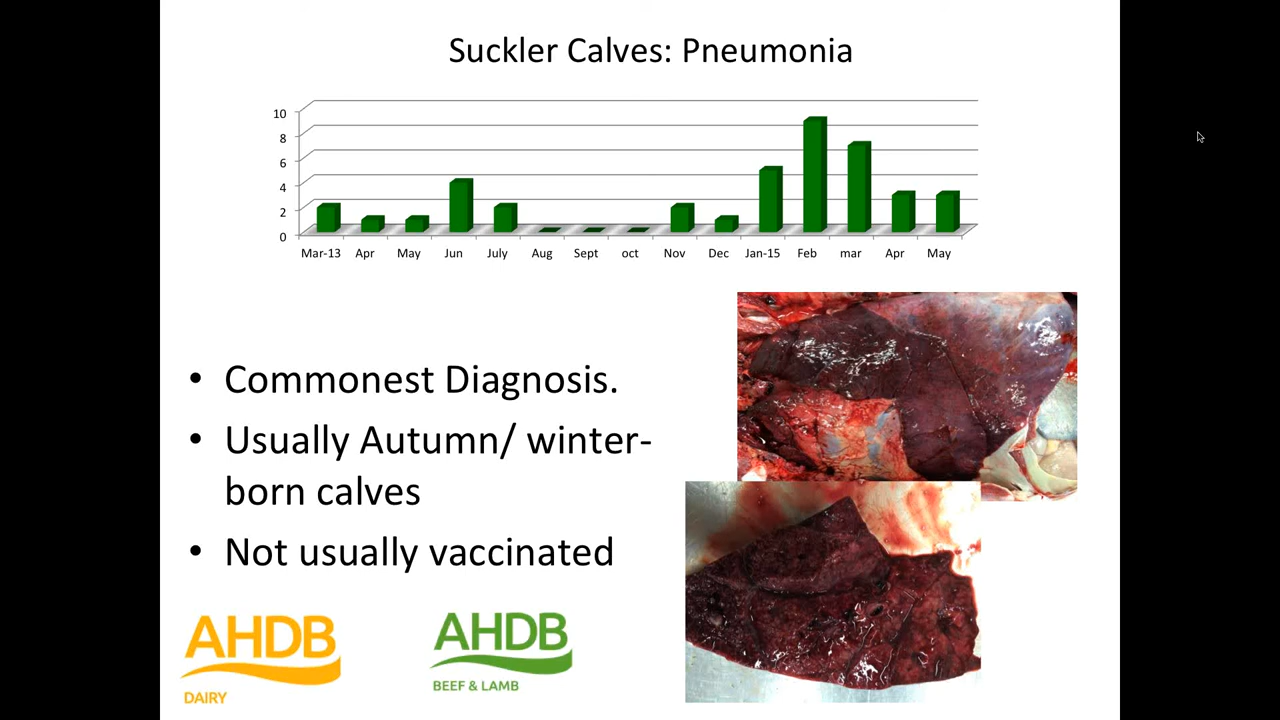 Suckler Calves: Pneumonia
10
8
6
4
2
0
Mar-13 Apr May Jun July Aug Sept oct Nov Dec Jan-15 Feb mar Apr May
• Commonest Diagnosis.
• Usually Autumn/ winter-
born calves
• Not usually vaccinated
AHDB
DAIRY
AHDB
BEEF & LAMB